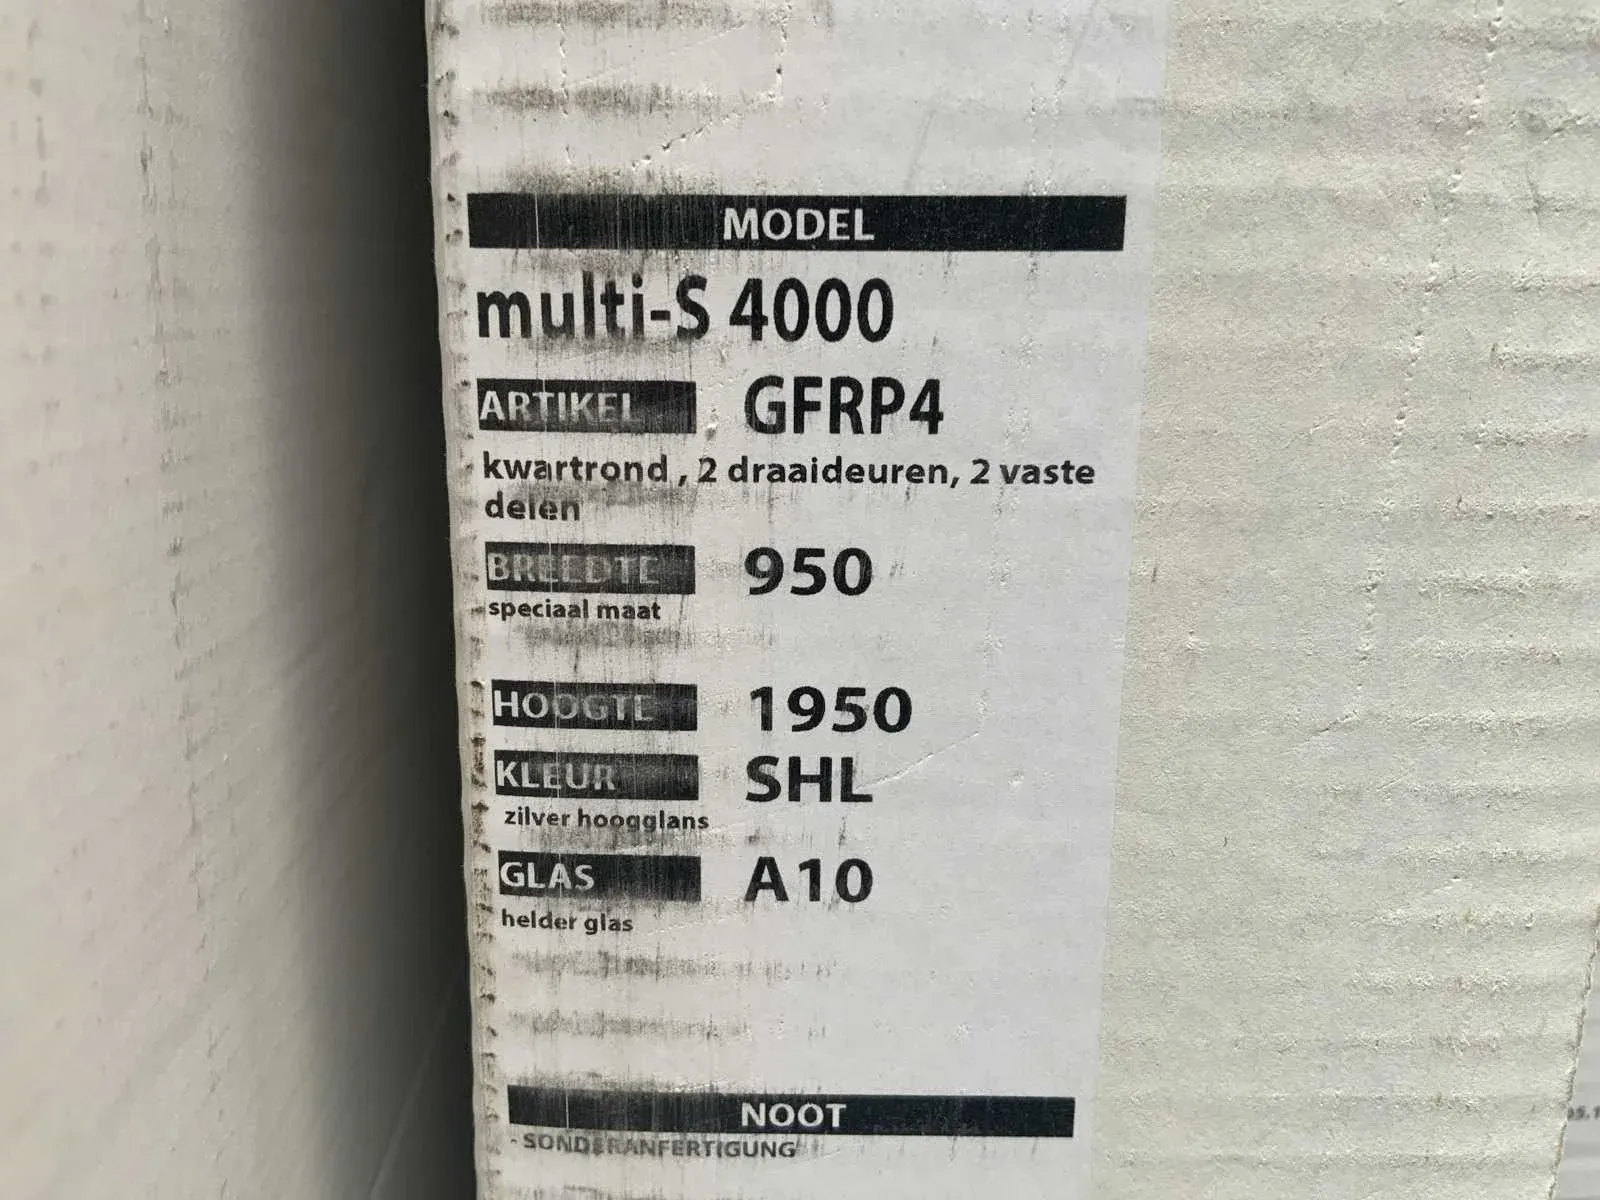 MODEL
multi-S 4000
ARTIKEL GFRP4
kwartrond , 2 draaideuren, 2 vaste
delen
BREEDTE 950
speciaal maat
HOOGTE 1950
KLEUR SHL
zilver hoogglans
GLAS A10
helder glas
NOOT
- SONDERANFERTIGUNG